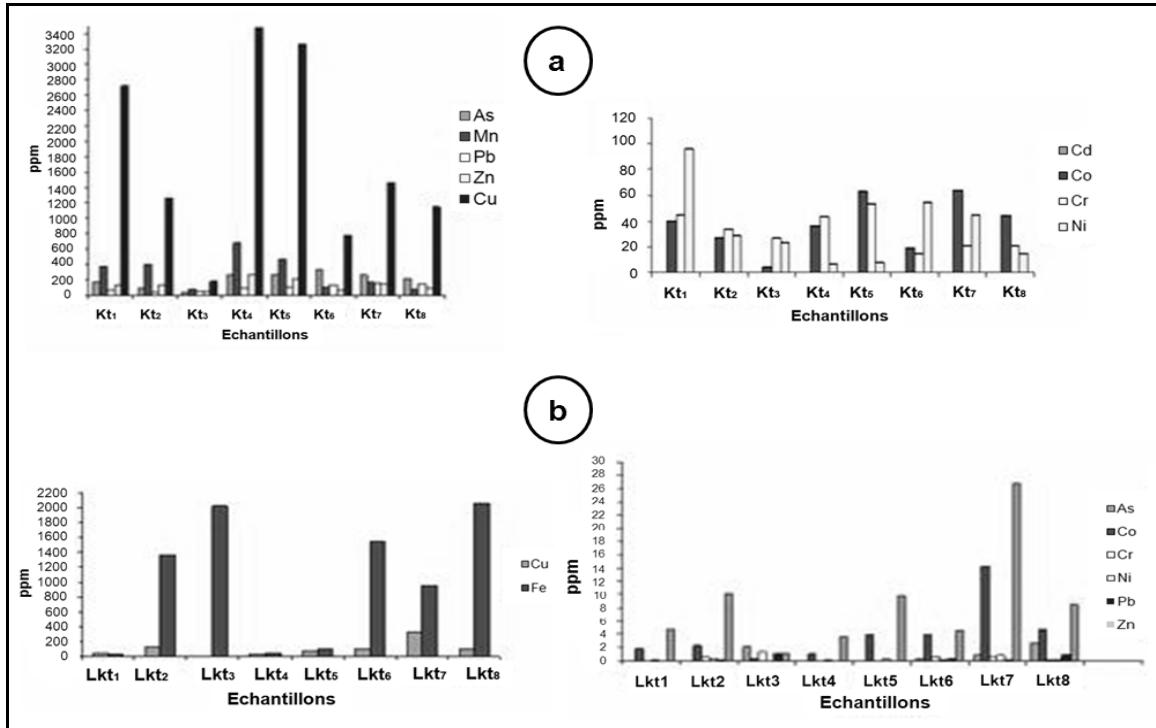 a
3400
3200
3000
2800
2600
2400
2200
2000
1800
1600
1400
1200
1000
800
600
400
200
0
ppm
Kt1 Kt2 Kt3 Kt4 Kt5 Kt6 Kt7 Kt8
Echantillons
As
Mn
Pb
Zn
Cu
120
100
80
60
40
20
0
ppm
Kt1 Kt2 Kt3 Kt4 Kt5 Kt6 Kt7 Kt8
Echantillons
Cd
Co
Cr
Ni
b
2200
2000
1800
1600
1400
1200
1000
800
600
400
200
0
ppm
Lkt1 Lkt2 Lkt3 Lkt4 Lkt5 Lkt6 Lkt7 Lkt8
Echantillons
Cu
Fe
30
28
26
24
22
20
18
16
14
12
10
8
6
4
2
0
ppm
Lkt1 Lkt2 Lkt3 Lkt4 Lkt5 Lkt6 Lkt7 Lkt8
Echantillons
As
Co
Cr
Ni
Pb
Zn